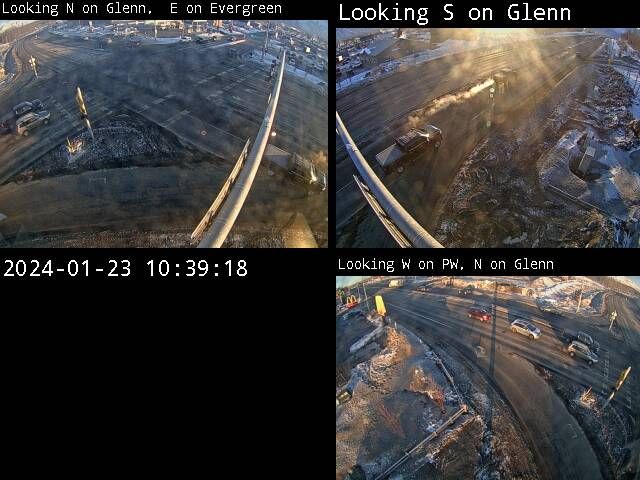 Looking N on Glenn, E on Evergreen
Looking S on Glenn
2024-01-23 10:39:18
Looking W on PW, N on Glenn